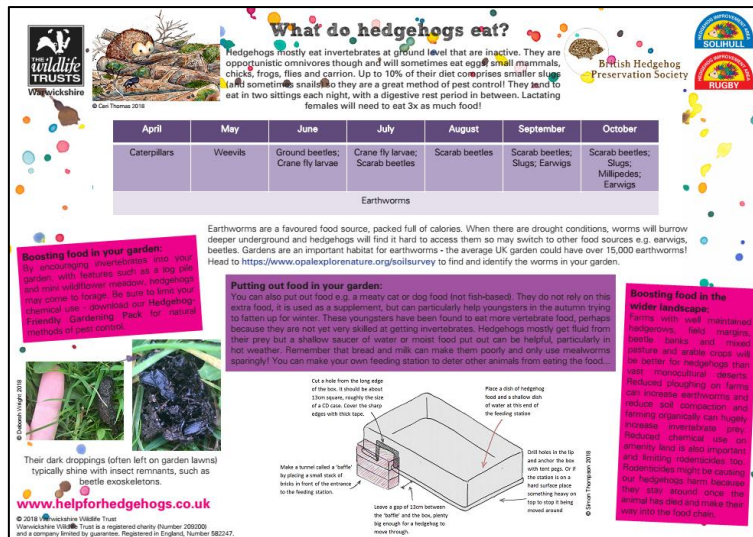 THE
wildlife
TRUSTS
Warwickshire
© Ceri Thomas 2018
What do hedgehogs eat?
Hedgehogs mostly eat invertebrates at ground level that are inactive. They are
opportunistic omnivores though and will sometimes eat eggs, small mammals,
chicks, frogs, flies and carrion. Up to 10% of their diet comprises smaller slugs
(and sometimes snails) so they are a great method of pest control! They tend to
eat in two sittings each night, with a digestive rest period in between. Lactating
females will need to eat 3x as much food!
British Hedgehog
Preservation Society
HEDGEHOG IMPROVEMENT AREA
SOLIHULL
HEDGEHOG IMPROVEMENT AREA
RUGBY
April May June July August September October
Caterpillars Weevils Ground beetles; Crane fly larvae Crane fly larvae; Scarab beetles Scarab beetles Scarab beetles; Slugs; Earwigs Scarab beetles; Slugs; Millipedes; Earwigs
Earthworms
Earthworms are a favoured food source, packed full of calories. When there are drought conditions, worms will burrow
deeper underground and hedgehogs will find it hard to access them so may switch to other food sources e.g. earwigs,
beetles. Gardens are an important habitat for earthworms - the average UK garden could have over 15,000 earthworms!
Head to https://www.opalexplorenature.org/soilsurvey to find and identify the worms in your garden.
Boosting food in your garden:
By encouraging invertebrates into your
garden, with features such as a log pile
and mini wildflower meadow, hedgehogs
may come to forage. Be sure to limit your
chemical use - download our Hedgehog-
Friendly Gardening Pack for natural
methods of pest control.
Putting out food in your garden:
You can also put out food e.g. a meaty cat or dog food (not fish-based). They do not rely on this
extra food, it is used as a supplement, but can particularly help youngsters in the autumn trying
to fatten up for winter. These youngsters have been found to eat more vertebrate food, perhaps
because they are not yet very skilled at getting invertebrates. Hedgehogs mostly get fluid from
their prey but a shallow saucer of water or moist food put out can be helpful, particularly in
hot weather. Remember that bread and milk can make them poorly and only use mealworms
sparingly! You can make your own feeding station to deter other animals from eating the food...
Boosting food in the
wider landscape:
Farms with well maintained
hedgerows, field margins,
beetle banks and mixed
pasture and arable crops will
be better for hedgehogs than
vast monocultural deserts.
Reduced ploughing on farms
can increase earthworms and
reduce soil compaction and
farming organically can hugely
increase invertebrate prey.
Reduced chemical use on
amenity land is also important
and limiting rodenticides too.
Rodenticides might be causing
our hedgehogs harm because
they stay around once the
animal has died and make their
way into the food chain.
© Deborah Wright 2018
Their dark droppings (often left on garden lawns)
typically shine with insect remnants, such as
beetle exoskeletons.
www.helpforhedgehogs.co.uk
© 2018 Warwickshire Wildlife Trust
Warwickshire Wildlife Trust is a registered charity (Number 209200)
and a company limited by guarantee. Registered in England, Number 582247.
Cut a hole from the long edge
of the box. It should be about
13cm square, roughly the size
of a CD case. Cover the sharp
edges with thick tape.
Place a dish of hedgehog
food and a shallow dish
of water at this end of
the feeding station
Make a tunnel called a 'baffle'
by placing a small stack of
bricks in front of the entrance
to the feeding station.
Leave a gap of 13cm between
the 'baffle' and the box, plenty
big enough for a hedgehog to
move through.
Drill holes in the lip
and anchor the box
with tent pegs. Or if
the station is on a
hard surface place
something heavy on
top to stop it being
moved around
© Simon Thompson 2018